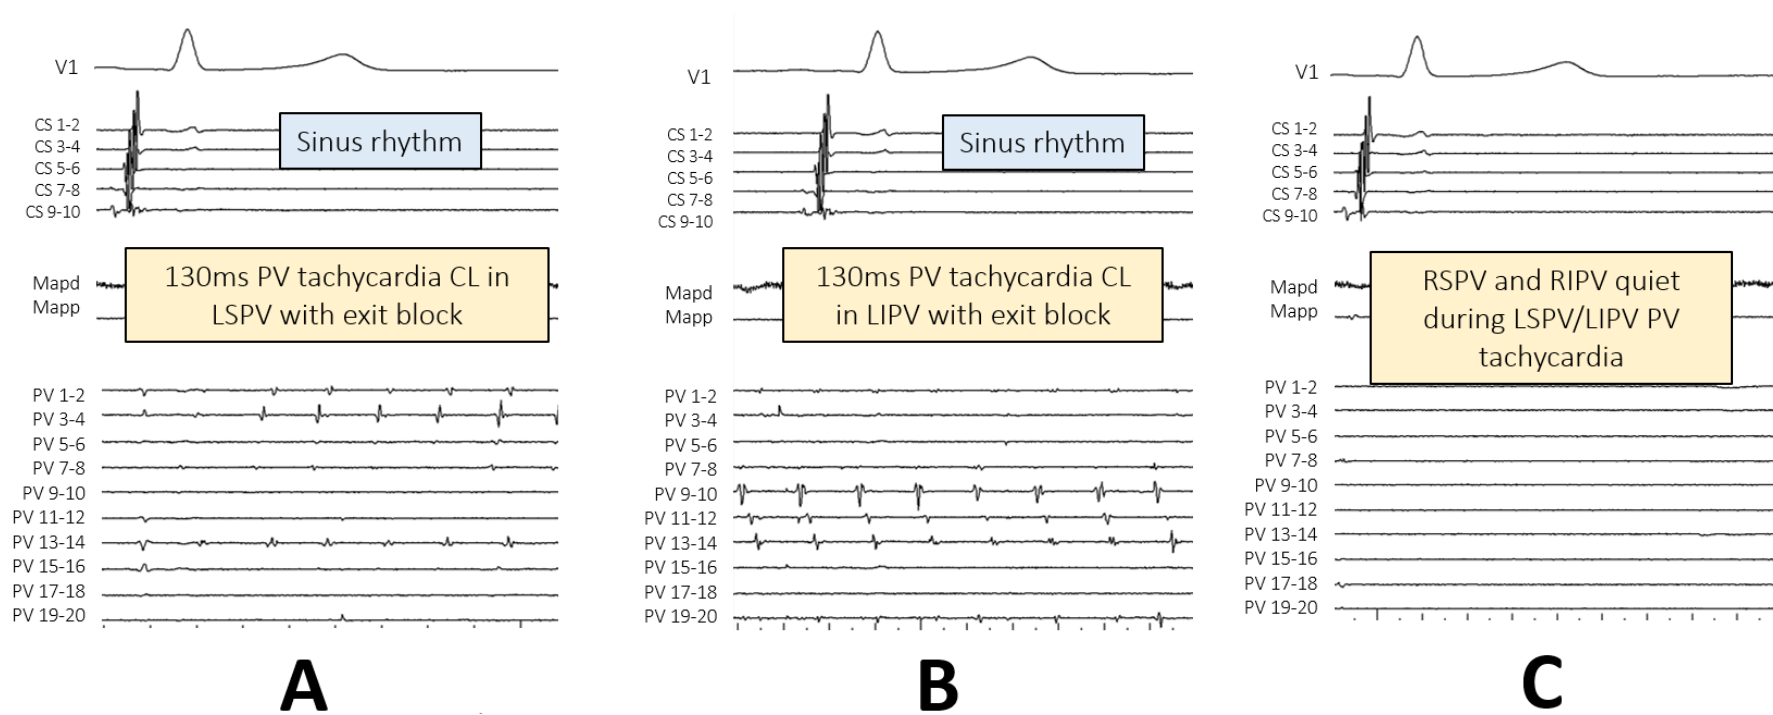 V1
CS 1-2
CS 3-4
CS 5-6
CS 7-8
CS 9-10
Sinus rhythm
Mapd
Mapp
130ms PV tachycardia CL in
LSPV with exit block
PV 1-2
PV 3-4
PV 5-6
PV 7-8
PV 9-10
PV 11-12
PV 13-14
PV 15-16
PV 17-18
PV 19-20
A
V1
CS 1-2
CS 3-4
CS 5-6
CS 7-8
CS 9-10
Sinus rhythm
Mapd
Mapp
130ms PV tachycardia CL
in LIPV with exit block
PV 1-2
PV 3-4
PV 5-6
PV 7-8
PV 9-10
PV 11-12
PV 13-14
PV 15-16
PV 17-18
PV 19-20
B
V1
CS 1-2
CS 3-4
CS 5-6
CS 7-8
CS 9-10
Mapd
Mapp
RSPV and RIPV quiet
during LSPV/LIPV PV
tachycardia
PV 1-2
PV 3-4
PV 5-6
PV 7-8
PV 9-10
PV 11-12
PV 13-14
PV 15-16
PV 17-18
PV 19-20
C